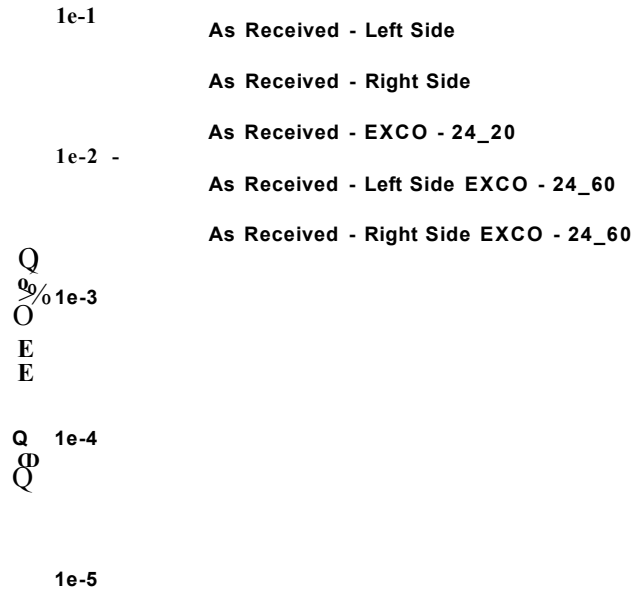 1e-1
As Received - Left Side
As Received - Right Side
As Received - EXCO - 24_20
1e-2 -
As Received - Left Side EXCO - 24_60
As Received - Right Side EXCO - 24_60
1e-3
E
E
Q
1e-4
1e-5